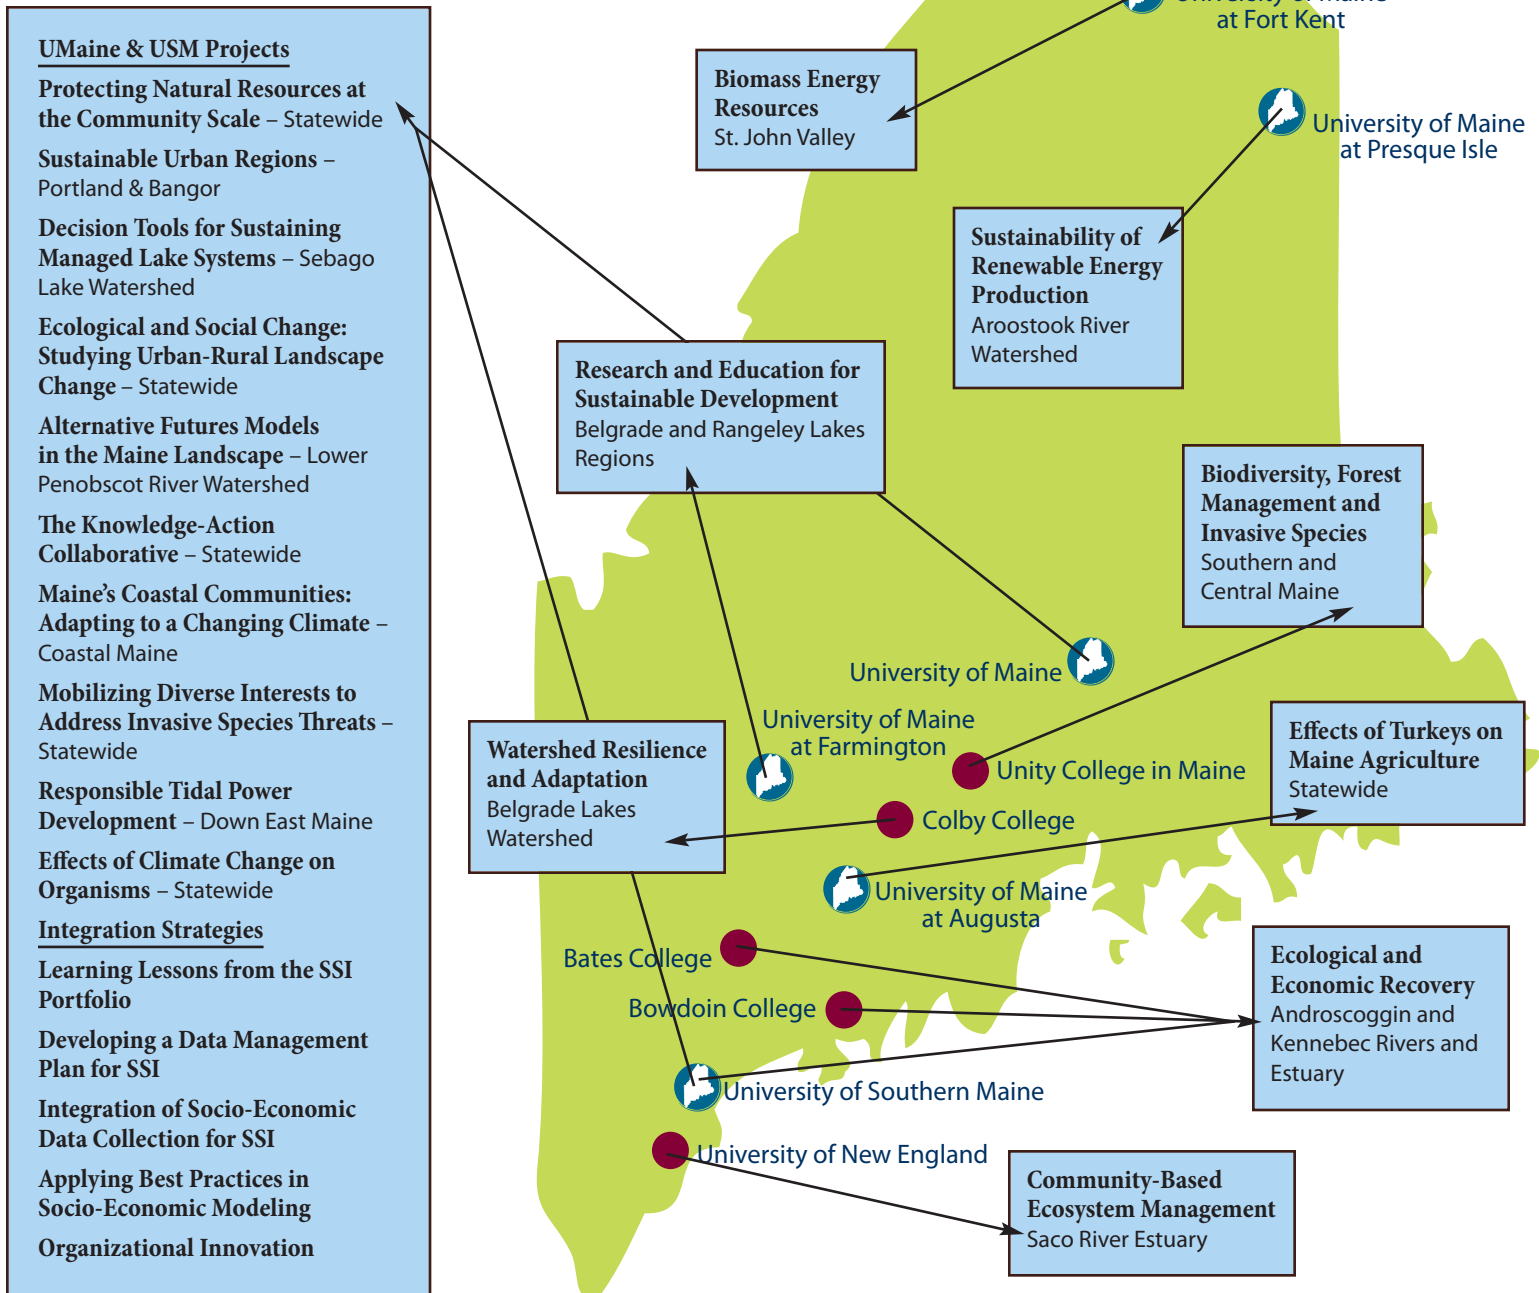 UMaine & USM Projects
Protecting Natural Resources at
the Community Scale – Statewide
Sustainable Urban Regions –
Portland & Bangor
Decision Tools for Sustaining
Managed Lake Systems – Sebago
Lake Watershed
Ecological and Social Change:
Studying Urban-Rural Landscape
Change – Statewide
Alternative Futures Models
in the Maine Landscape – Lower
Penobscot River Watershed
The Knowledge-Action
Collaborative – Statewide
Maine’s Coastal Communities:
Adapting to a Changing Climate –
Coastal Maine
Mobilizing Diverse Interests to
Address Invasive Species Threats –
Statewide
Responsible Tidal Power
Development – Down East Maine
Effects of Climate Change on
Organisms – Statewide
Integration Strategies
Learning Lessons from the SSI
Portfolio
Developing a Data Management
Plan for SSI
Integration of Socio-Economic
Data Collection for SSI
Applying Best Practices in
Socio-Economic Modeling
Organizational Innovation
University of Maine
at Fort Kent
Biomass Energy
Resources
St. John Valley
University of Maine
at Presque Isle
Sustainability of
Renewable Energy
Production
Aroostook River
Watershed
Research and Education for
Sustainable Development
Belgrade and Rangeley Lakes
Regions
Biodiversity, Forest
Management and
Invasive Species
Southern and
Central Maine
University of Maine
University of Maine
at Farmington
Unity College in Maine
Effects of Turkeys on
Maine Agriculture
Statewide
Watershed Resilience
and Adaptation
Belgrade Lakes
Watershed
Colby College
University of Maine
at Augusta
Bates College
Bowdoin College
Ecological and
Economic Recovery
Androscoggin and
Kennebec Rivers and
Estuary
University of Southern Maine
University of New England
Community-Based
Ecosystem Management
Saco River Estuary